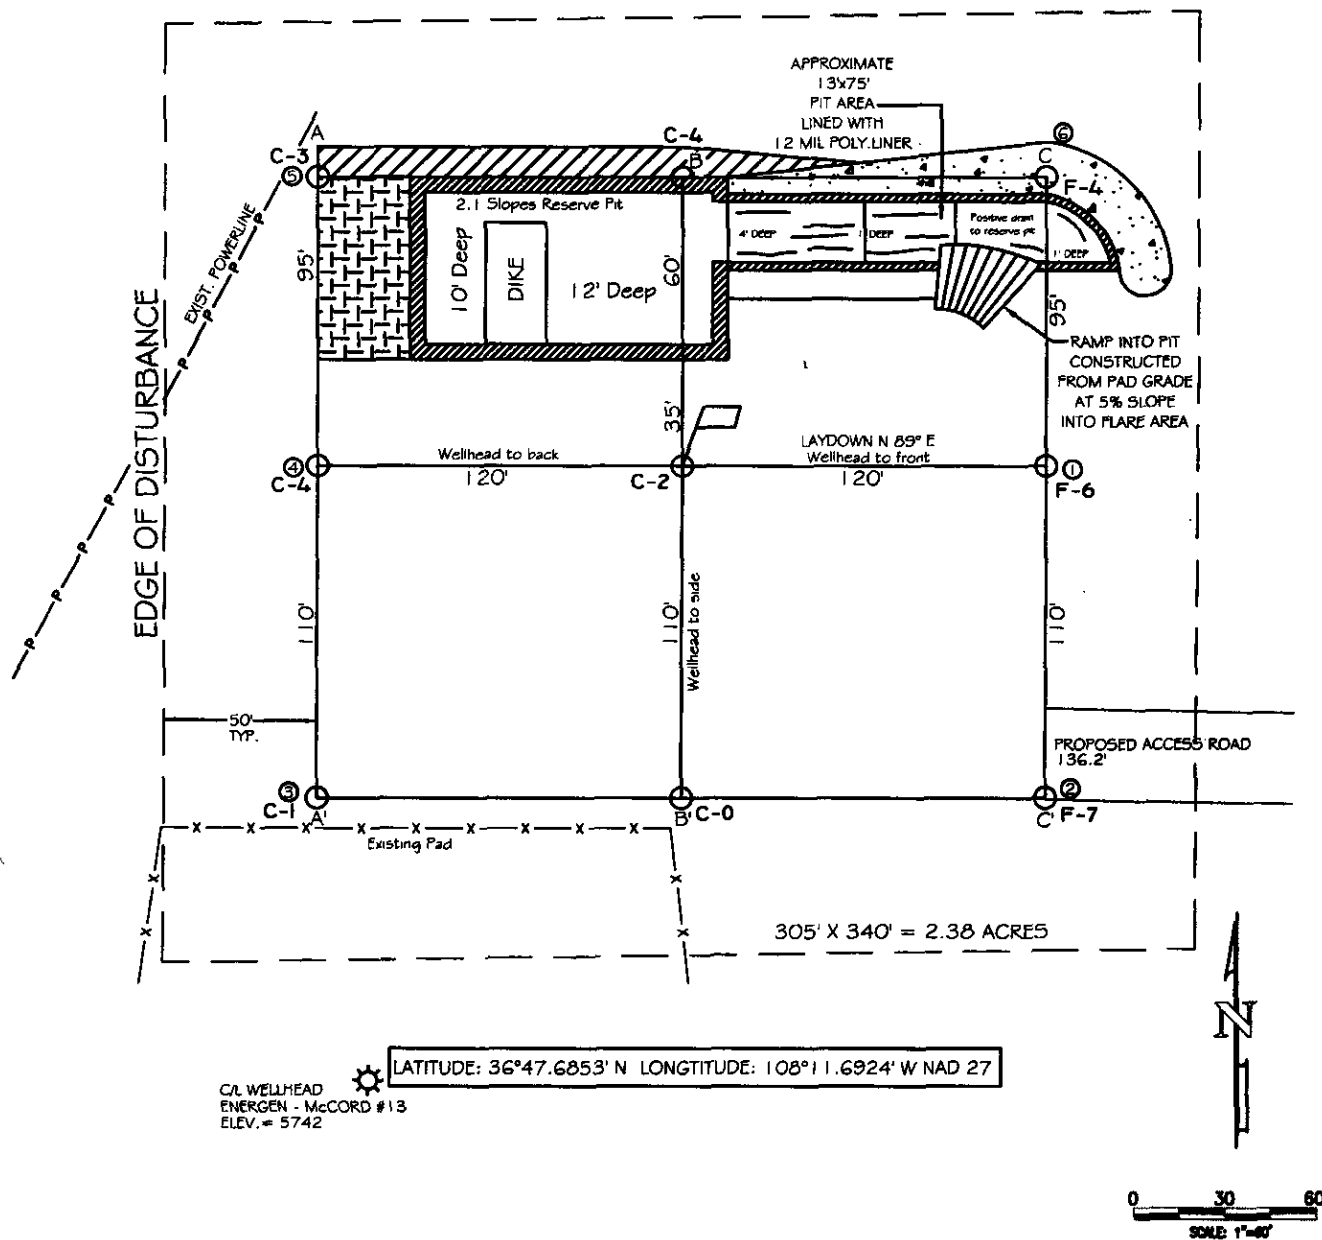 APPROXIMATE
13x75'
PIT AREA
LINED WITH
12 MIL POLY LINER
A
C-4
B
⑥
C
C-3
⑤
F-4
2.1 Slopes Reserve Pit
4' DEEP
DEEP
Positive drain
to reserve pit
1' DEEP
EXIST. POWERLINE
P
P
P
P
P
P
P
P
95'
10' Deep
DIKE
12' Deep
60'
95'
RAMP INTO PIT
CONSTRUCTED
FROM PAD GRADE
AT 5% SLOPE
INTO FLARE AREA
EDGE OF DISTURBANCE
35'
④
C-4
Wellhead to back
120'
C-2
LAYDOWN N 89° E
Wellhead to front
120'
①
F-6
110'
110'
Wellhead to side
110'
50'
TYP.
PROPOSED ACCESS ROAD
136.2'
③
C-1
A'
B'
C-0
②
C'
F-7
x x x x x x x
Existing Pad
x
x
x
x
305' X 340' = 2.38 ACRES
N
LATITUDE: 36°47.6853' N LONGTITUDE: 108°11.6924' W NAD 27
C/L WELLHEAD
ENERGEN - McCORD #13
ELEV. = 5742
0 30 60
SCALE: 1"=60'